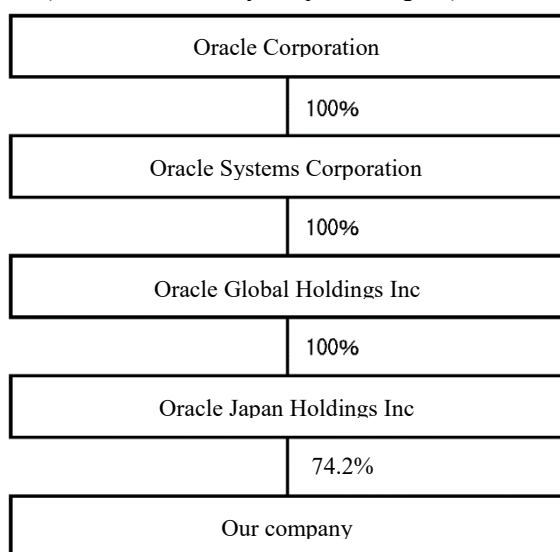 Oracle Corporation
100%
Oracle Systems Corporation
100%
Oracle Global Holdings Inc
100%
Oracle Japan Holdings Inc
74.2%
Our company